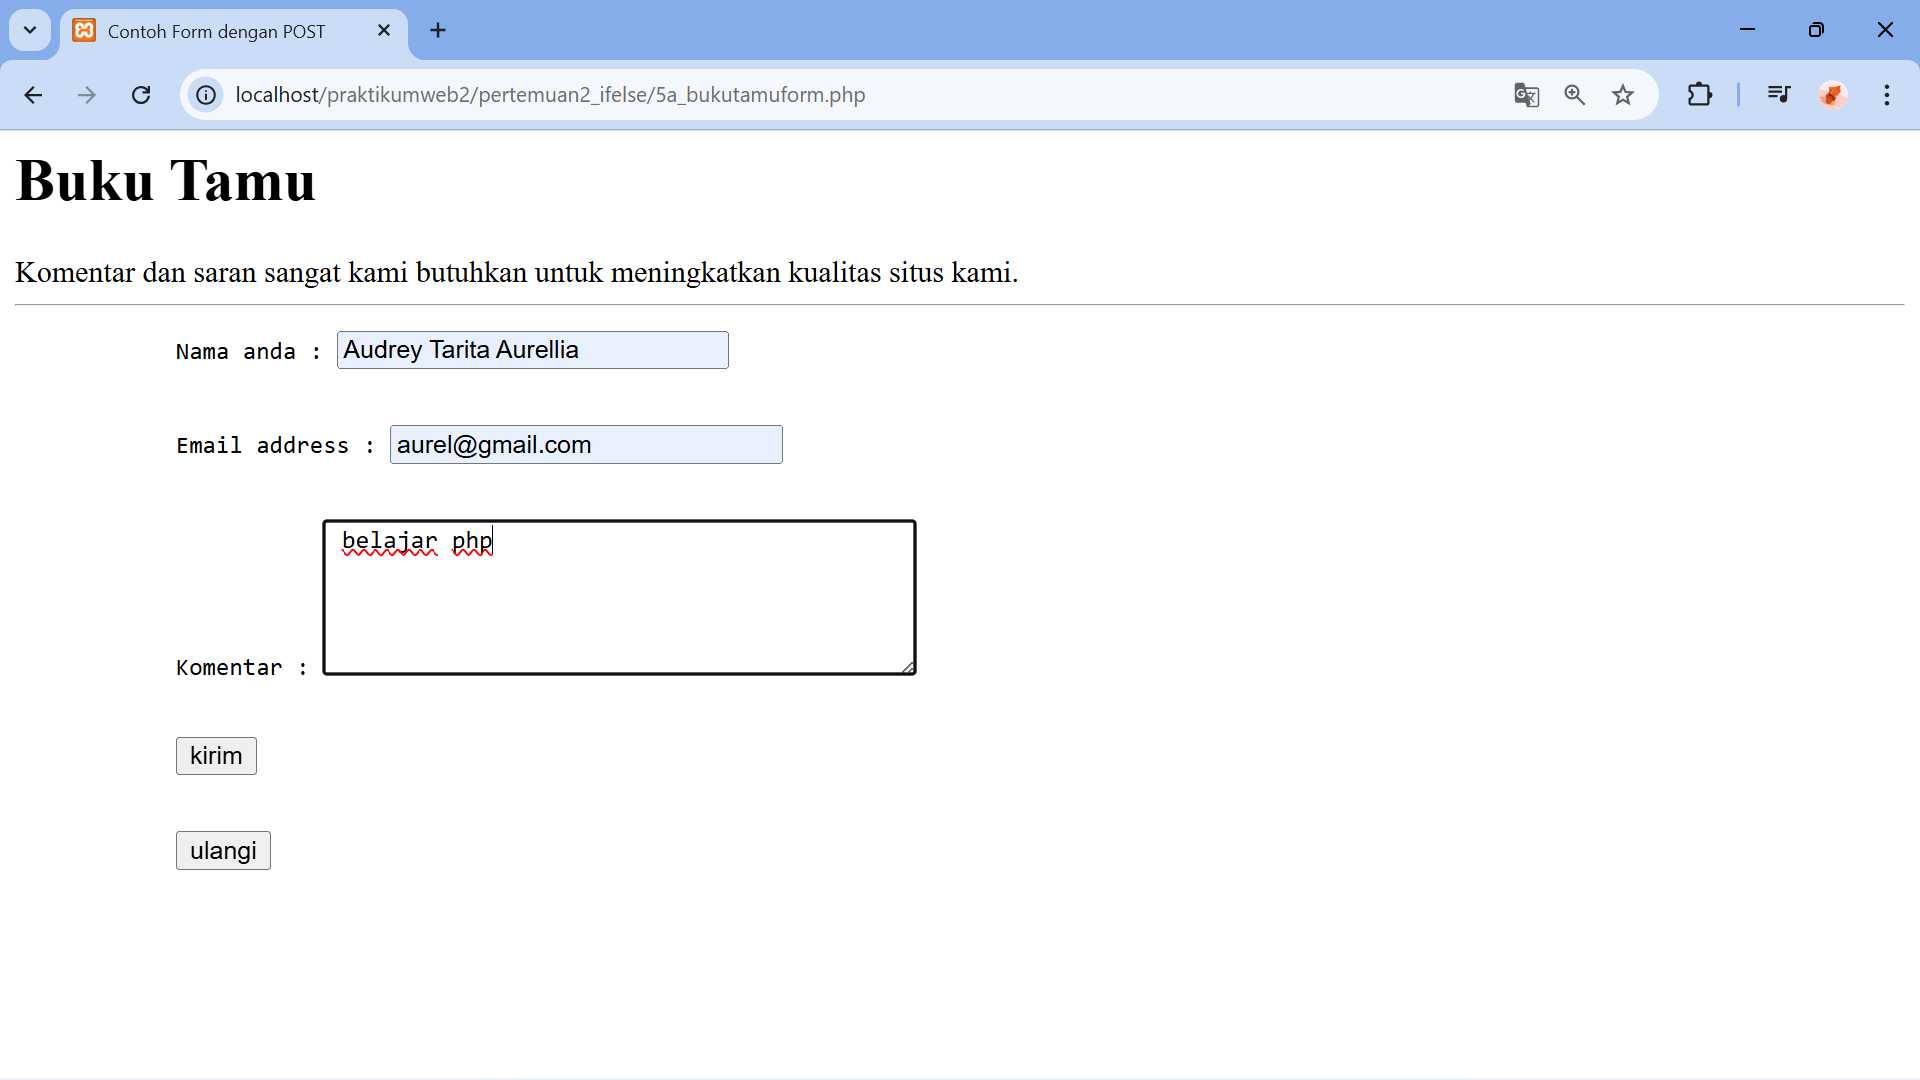 Contoh Form dengan POST
localhost/praktikumweb2/pertemuan2_ifelse/5a_bukutamuform.php
Buku Tamu
Komentar dan saran sangat kami butuhkan untuk meningkatkan kualitas situs kami.
Nama anda : Audrey Tarita Aurellia
Email address : aurel@gmail.com
belajar php
Komentar :
kirim
ulangi